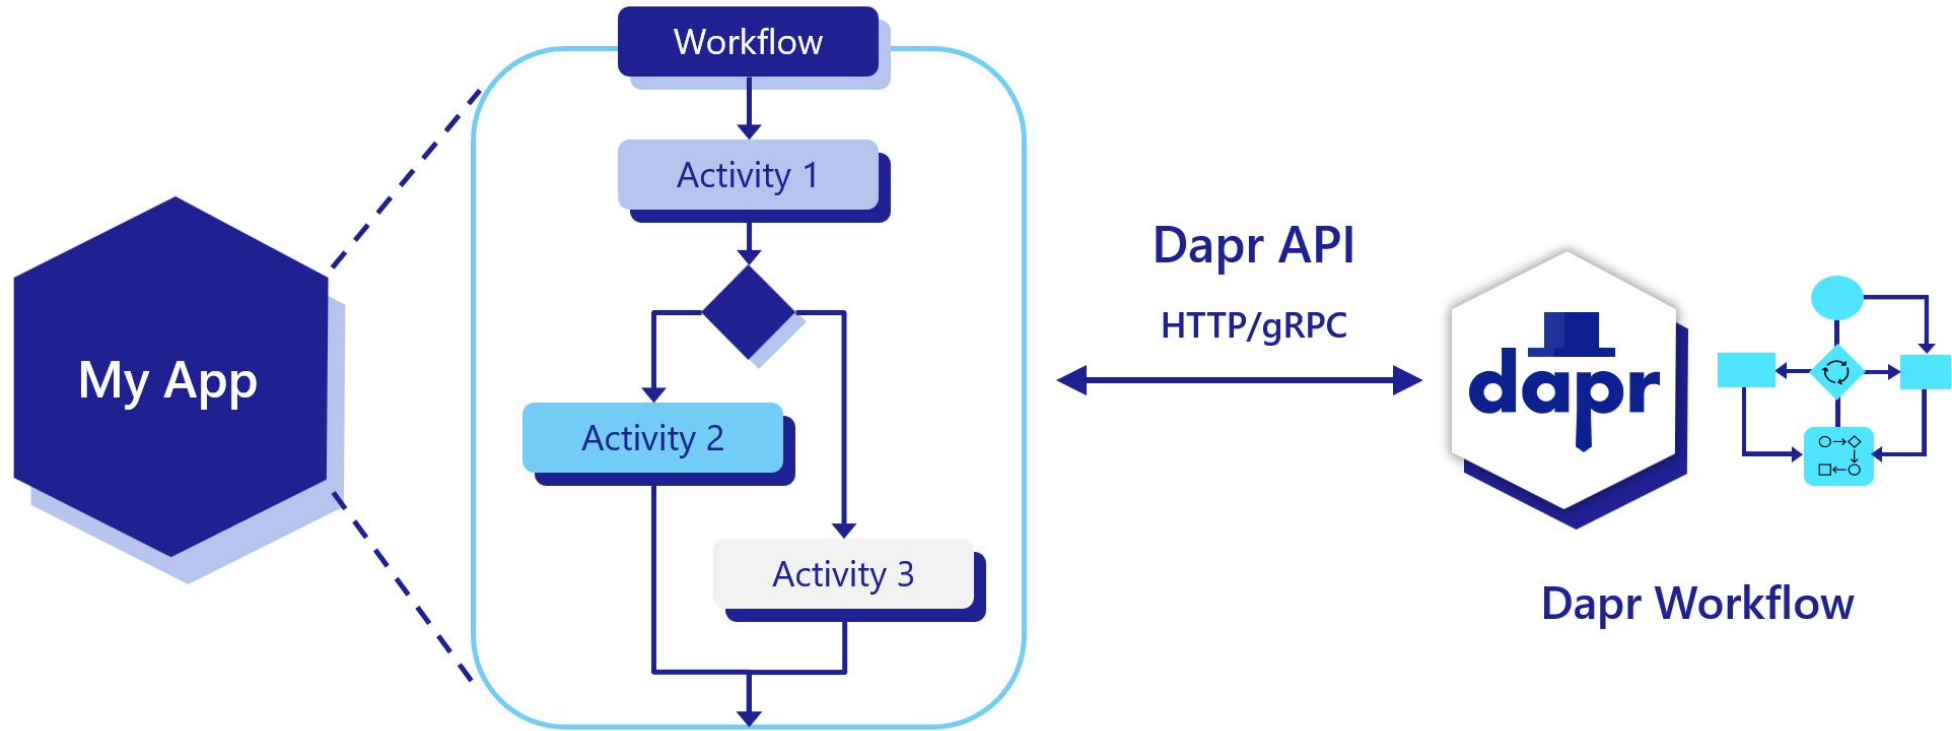 Workflow
Activity 1
My App
Activity 2
Activity 3
Dapr API
HTTP/gRPC
dapr
Dapr Workflow